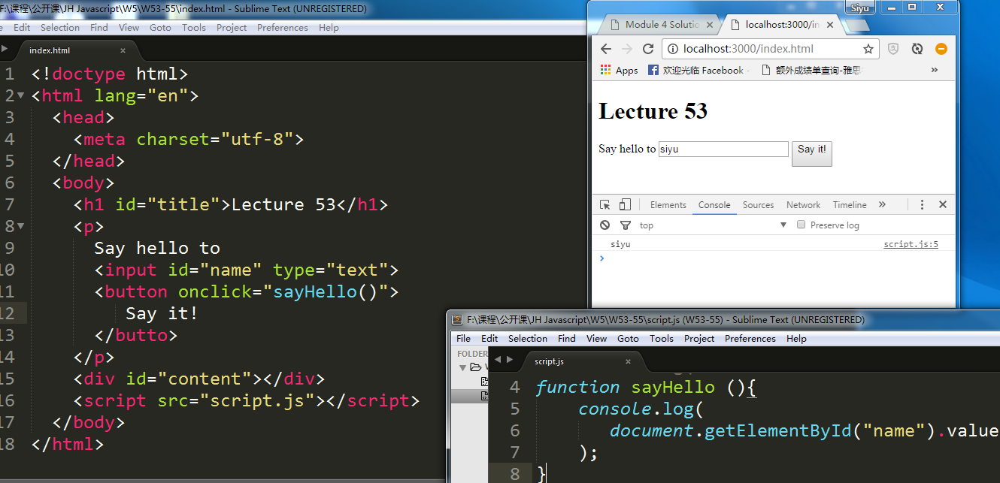 F:\课程\公开课\JH Javascript\W5\W53-55\index.html - Sublime Text (UNREGISTERED)
Edit Selection Find View Goto Tools Project Preferences Help
index.html ×
1 <!doctype html>
2 <html lang="en">
3 <head>
4 <meta charset="utf-8">
5 </head>
6 <body>
7 <h1 id="title">Lecture 53</h1>
8 <p>
9 Say hello to
10 <input id="name" type="text">
11 <button onclick="sayHello()">
12 Say it!
13 </butto>
14 </p>
15 <div id="content"></div>
16 <script src="script.js"></script>
17 </body>
18 </html>
Siyu
Module 4 Solutio × localhost:3000/in ×
localhost:3000/index.html
Apps 欢迎光临 Facebook - 额外成绩单查询-雅思 »
Lecture 53
Say hello to siyu Say it!
Elements Console Sources Network Timeline »
top Preserve log
siyu script.js:5
>
F:\课程\公开课\JH Javascript\W5\W53-55\script.js (W53-55) - Sublime Text (UNREGISTERED)
File Edit Selection Find View Goto Tools Project Preferences Help
FOLDER
script.js ×
4 function sayHello (){
5 console.log(
6 document.getElementById("name").value
7 );
8 }